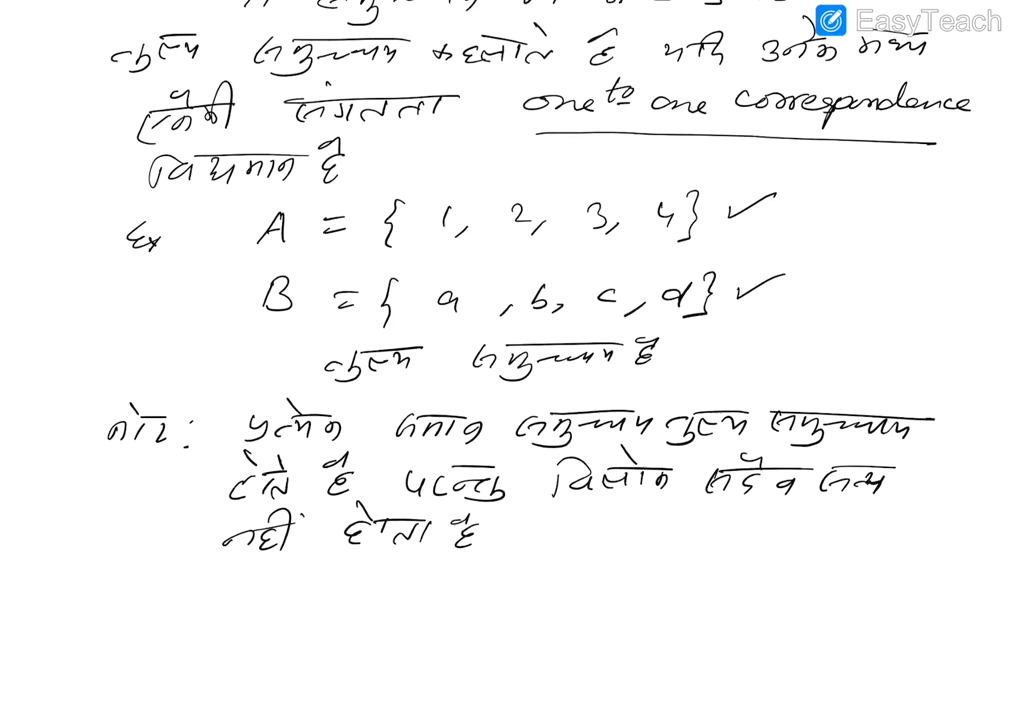 EasyTeach
तुल्य समुच्चय कहलाते है यदि उनके मध्य
एकैकी संगतता one to one correspondence
विद्यमान है
Ex A = { 1, 2, 3, 4} ✓
B = { a , b, c, d} ✓
तुल्य समुच्चय है
नोट : प्रत्येक समान समुच्चय तुल्य समुच्चय
होते है परन्तु विलोम सदैव सत्य
नहीं होता है